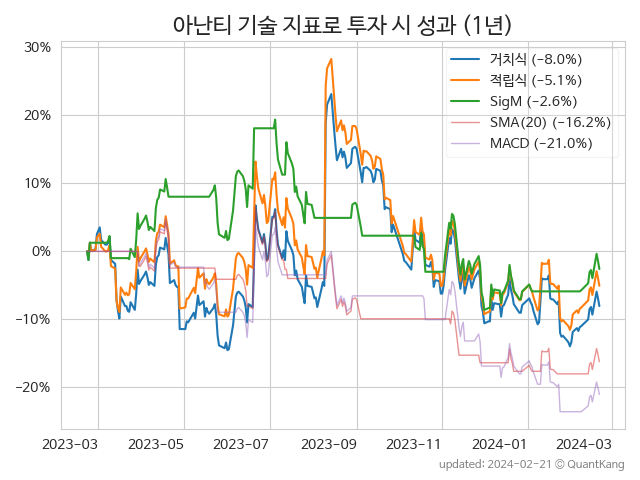 아난티 기술 지표로 투자 시 성과 (1년)
30%
20%
10%
0%
−10%
−20%
거치식 (−8.0%)
적립식 (−5.1%)
SigM (−2.6%)
SMA(20) (−16.2%)
MACD (−21.0%)
2023-03 2023-05 2023-07 2023-09 2023-11 2024-01 2024-03
updated: 2024-02-21 © QuantKang